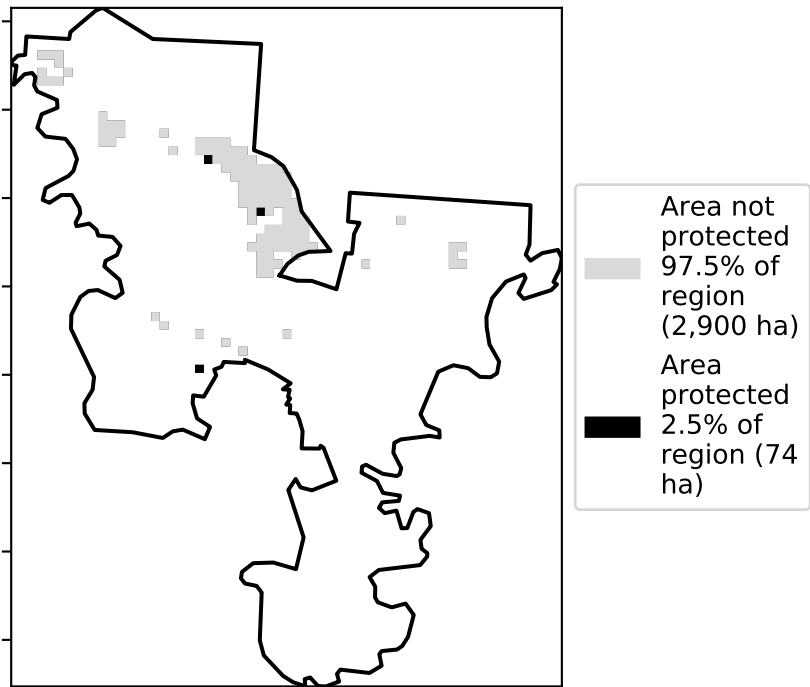 Area not
protected
97.5% of
region
(2,900 ha)
Area
protected
2.5% of
region (74
ha)